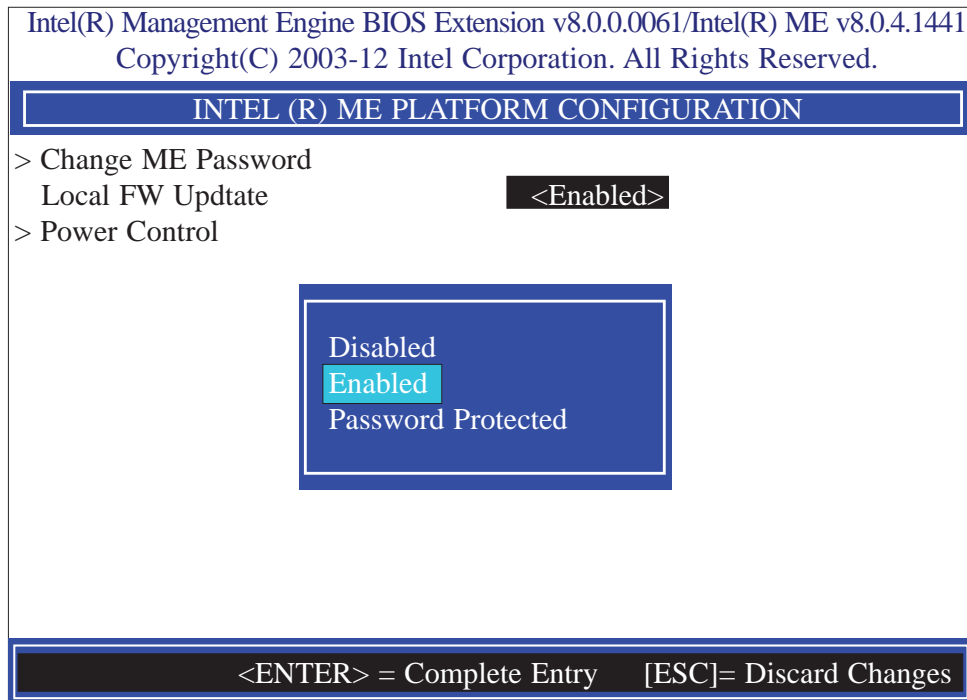 Intel(R) Management Engine BIOS Extension v8.0.0.0061/Intel(R) ME v8.0.4.1441
Copyright(C) 2003-12 Intel Corporation. All Rights Reserved.
INTEL (R) ME PLATFORM CONFIGURATION
> Change ME Password
Local FW Updtate <Enabled>
> Power Control
Disabled
Enabled
Password Protected
<ENTER> = Complete Entry [ESC]= Discard Changes